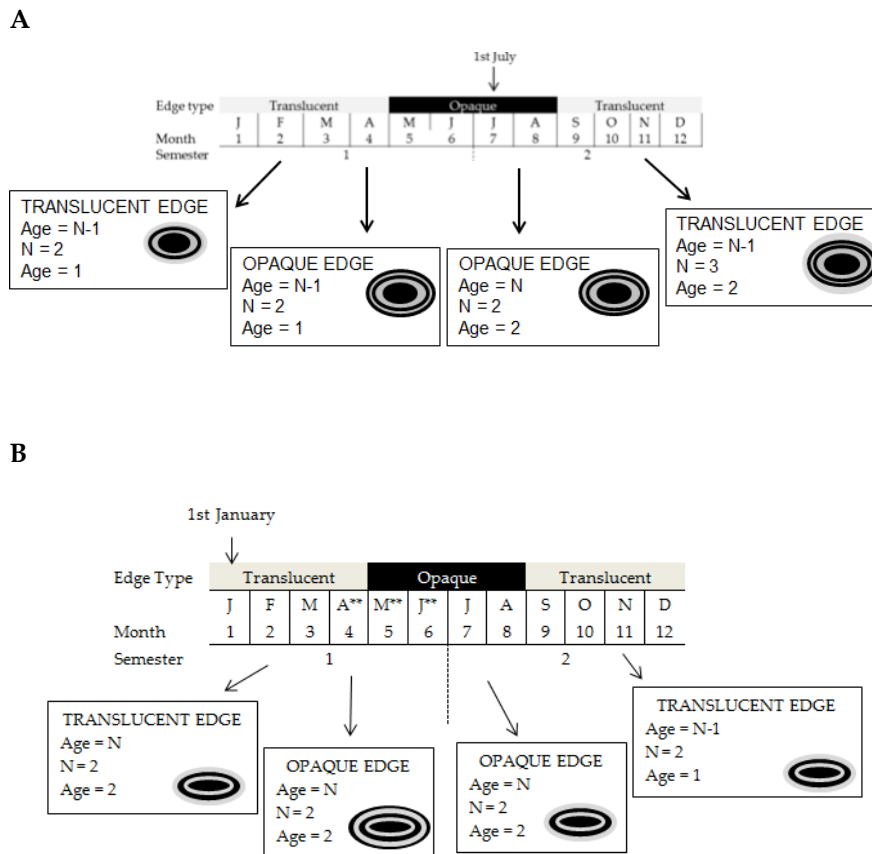 A
1st July
Edge type Translucent Opaque Translucent
J F M A M J J A S O N D
Month 1 2 3 4 5 6 7 8 9 10 11 12
Semester 1 2
TRANSLUCENT EDGE
Age = N-1
N = 2
Age = 1
OPAQUE EDGE
Age = N-1
N = 2
Age = 1
OPAQUE EDGE
Age = N
N = 2
Age = 2
TRANSLUCENT EDGE
Age = N-1
N = 3
Age = 2
B
1st January
Edge Type Translucent Opaque Translucent
J F M A** M** J** J A S O N D
Month 1 2 3 4 5 6 7 8 9 10 11 12
Semester 1 2
TRANSLUCENT EDGE
Age = N
N = 2
Age = 2
OPAQUE EDGE
Age = N
N = 2
Age = 2
OPAQUE EDGE
Age = N
N = 2
Age = 2
TRANSLUCENT EDGE
Age = N-1
N = 2
Age = 1